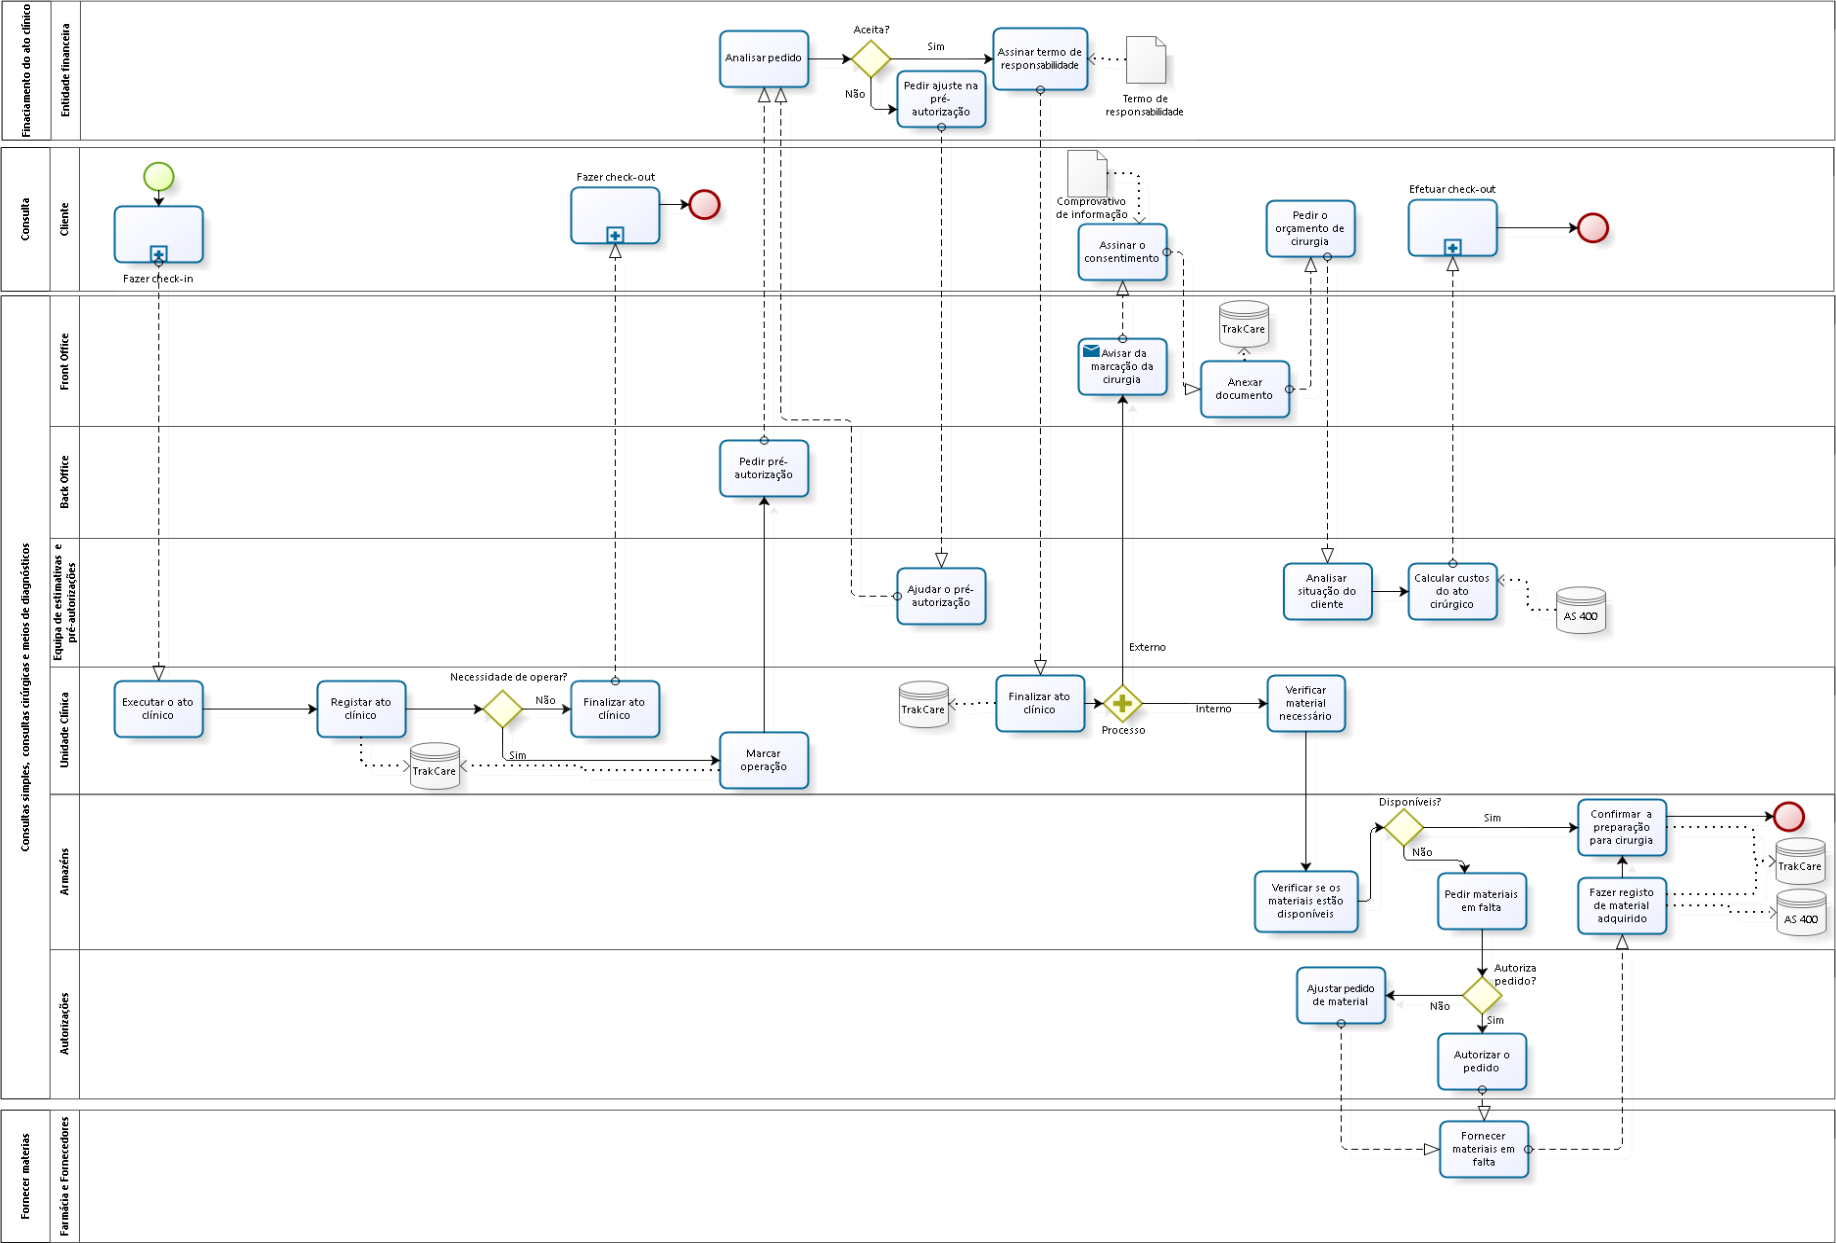 Finaciamento do ato clínico
Entidade financeira
Analisar pedido
Aceita?
Sim
Não
Pedir ajuste na
pré-
autorização
Assinar termo de
responsabilidade
Termo de
responsabilidade
Consulta
Cliente
Fazer check-in
Fazer check-out
Comprovativo
de informação
Assinar o
consentimento
Pedir o
orçamento de
cirurgia
Efetuar check-out
Consultas simples, consultas cirúrgicas e meios de diagnósticos
Front Office
Avisar da
marcação da
cirurgia
TrakCare
Anexar
documento
Back Office
Pedir pré-
autorização
Equipa de estimativas e
pré-autorizações
Ajudar o pré-
autorização
Analisar
situação do
cliente
Calcular custos
do ato
cirúrgico
AS 400
Externo
Unidade Clínica
Executar o ato
clínico
Registar ato
clínico
Necessidade de operar?
Não
Sim
Finalizar ato
clínico
TrakCare
Marcar
operação
TrakCare
Finalizar ato
clínico
Processo
Interno
Verificar
material
necessário
Armazéns
Verificar se os
materiais estão
disponíveis
Disponíveis?
Sim
Não
Pedir materiais
em falta
Confirmar a
preparação
para cirurgia
Fazer registo
de material
adquirido
TrakCare
AS 400
Autorizações
Ajustar pedido
de material
Autoriza
pedido?
Não
Sim
Autorizar o
pedido
Fornecer materias
Farmácia e Fornecedores
Fornecer
materiais em
falta